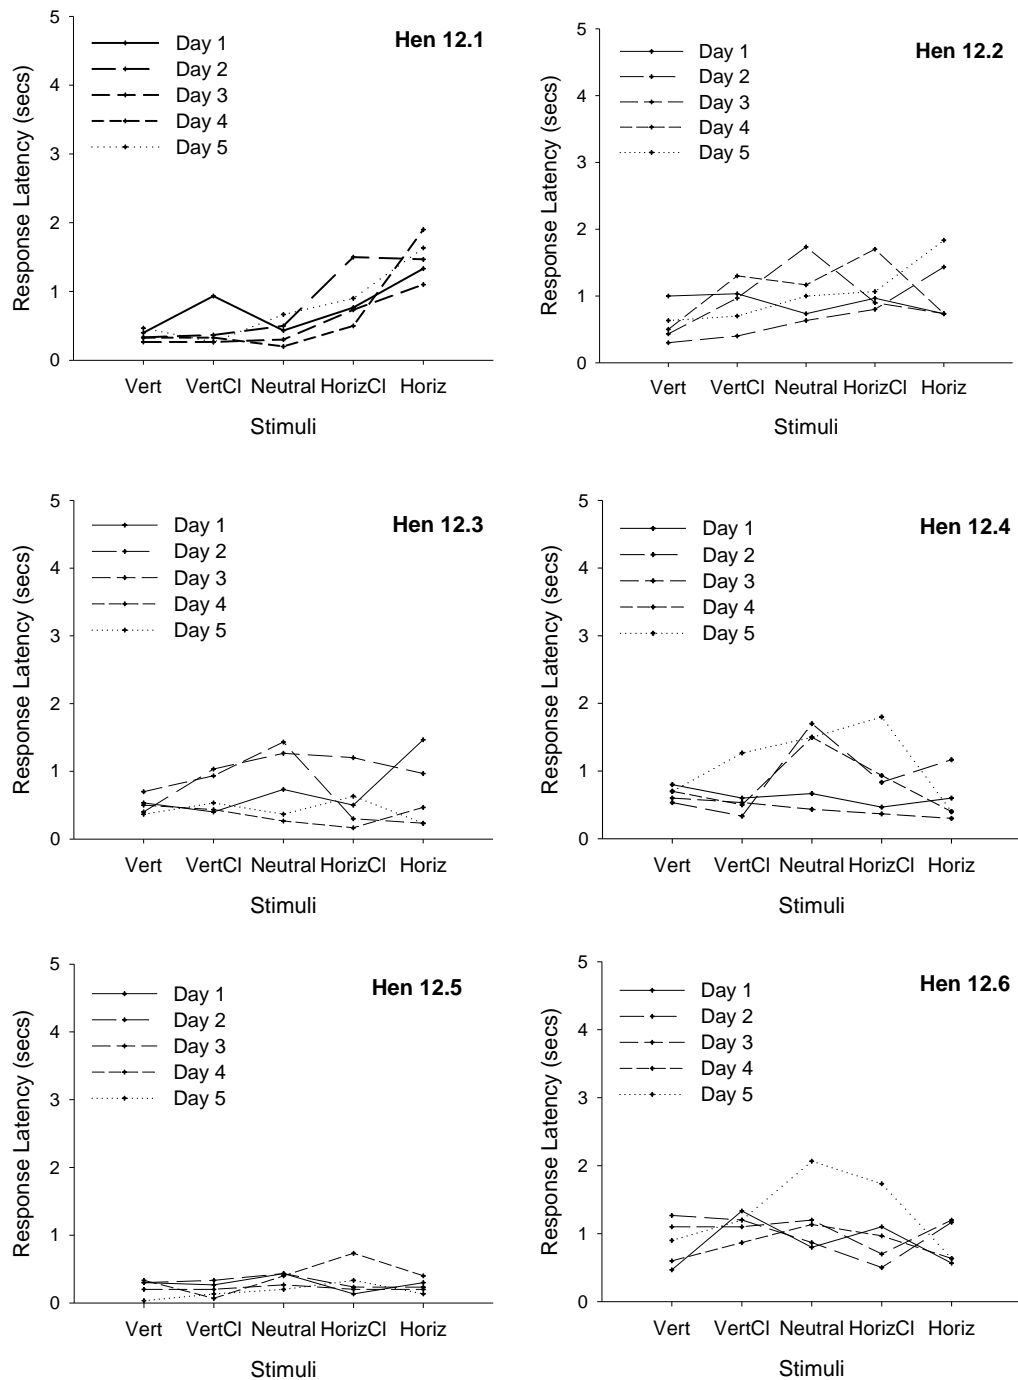 Hen 12.1
Response Latency (secs)
5
4
3
2
1
0
Day 1
Day 2
Day 3
Day 4
Day 5
Vert VertCl Neutral HorizCl Horiz
Stimuli
Hen 12.2
Response Latency (secs)
5
4
3
2
1
0
Day 1
Day 2
Day 3
Day 4
Day 5
Vert VertCl Neutral HorizCl Horiz
Stimuli
Hen 12.3
Response Latency (secs)
5
4
3
2
1
0
Day 1
Day 2
Day 3
Day 4
Day 5
Vert VertCl Neutral HorizCl Horiz
Stimuli
Hen 12.4
Response Latency (secs)
5
4
3
2
1
0
Day 1
Day 2
Day 3
Day 4
Day 5
Vert VertCl Neutral HorizCl Horiz
Stimuli
Hen 12.5
Response Latency (secs)
5
4
3
2
1
0
Day 1
Day 2
Day 3
Day 4
Day 5
Vert VertCl Neutral HorizCl Horiz
Stimuli
Hen 12.6
Response Latency (secs)
5
4
3
2
1
0
Day 1
Day 2
Day 3
Day 4
Day 5
Vert VertCl Neutral HorizCl Horiz
Stimuli